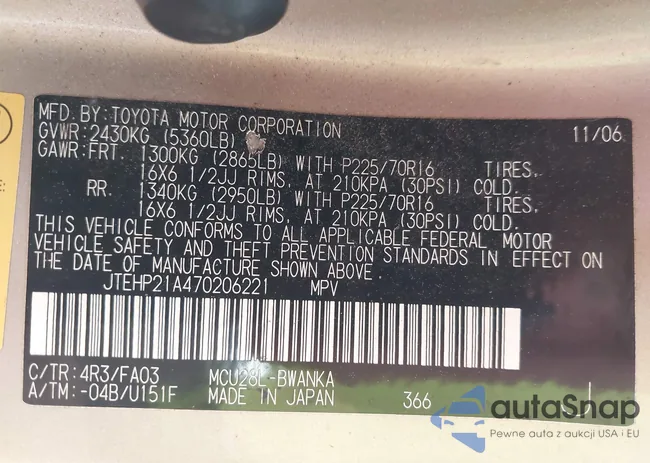 MFD. BY: TOYOTA MOTOR CORPORATION 11/06
GVWR: 2430KG (5360LB)
GAWR: FRT. 1300KG (2865LB) WITH P225/70R16 TIRES,
16X6 1/2JJ RIMS, AT 210KPA (30PSI) COLD.
RR. 1340KG (2950LB) WITH P225/70R16 TIRES,
16X6 1/2JJ RIMS, AT 210KPA (30PSI) COLD.
THIS VEHICLE CONFORMS TO ALL APPLICABLE FEDERAL MOTOR
VEHICLE SAFETY AND THEFT PREVENTION STANDARDS IN EFFECT ON
THE DATE OF MANUFACTURE SHOWN ABOVE.
JTEHP21A470206221 MPV
C/TR: 4R3/FA03 MCU28L-BWANKA
A/TM: -04B/U151F MADE IN JAPAN 366
autoSnap
Pewne auta z aukcji USA i EU